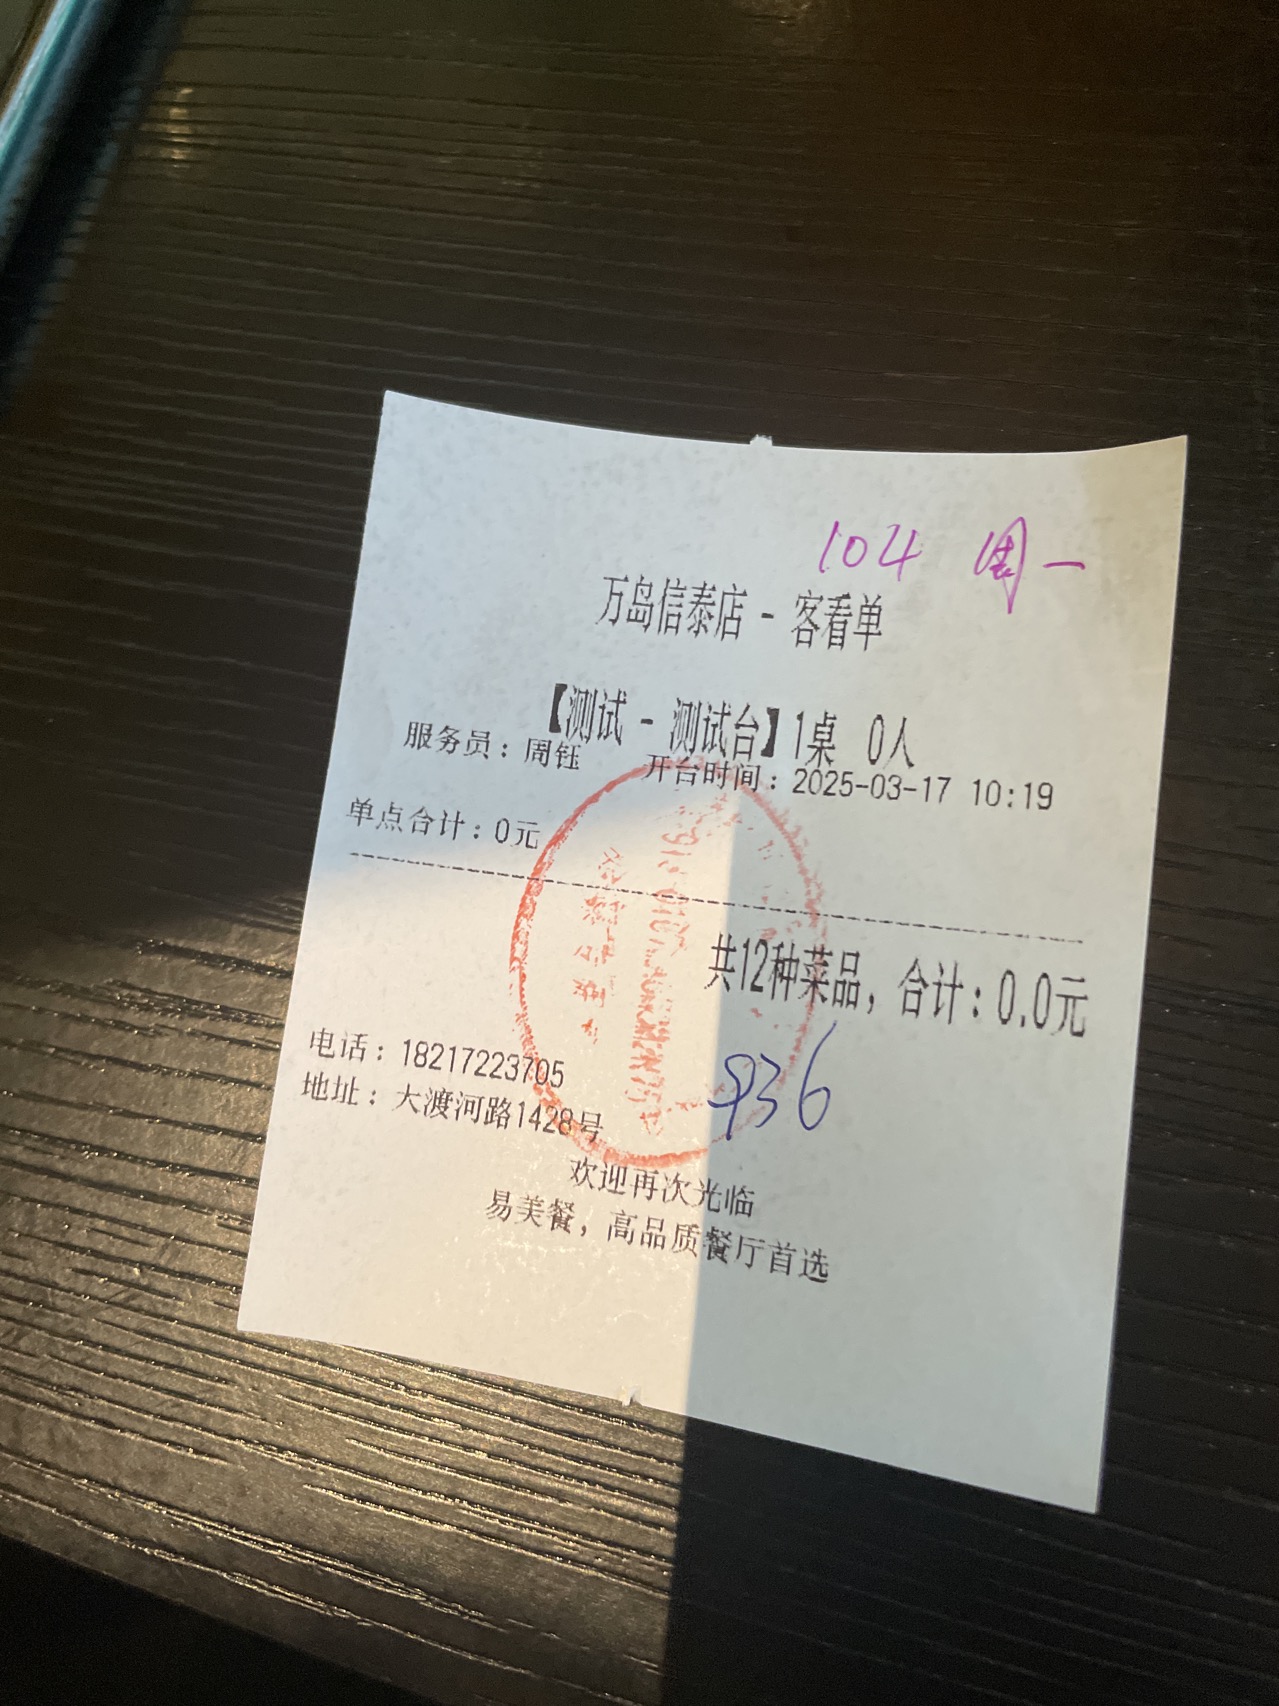 104 周一
万岛信泰店 - 客看单
【测试 - 测试台】1桌 0人
服务员：周钰 开台时间：2025-03-17 10:19
单点合计：0元
共12种菜品，合计：0.0元
936
电话：18217223705
地址：大渡河路1428号
欢迎再次光临
易美餐，高品质餐厅首选